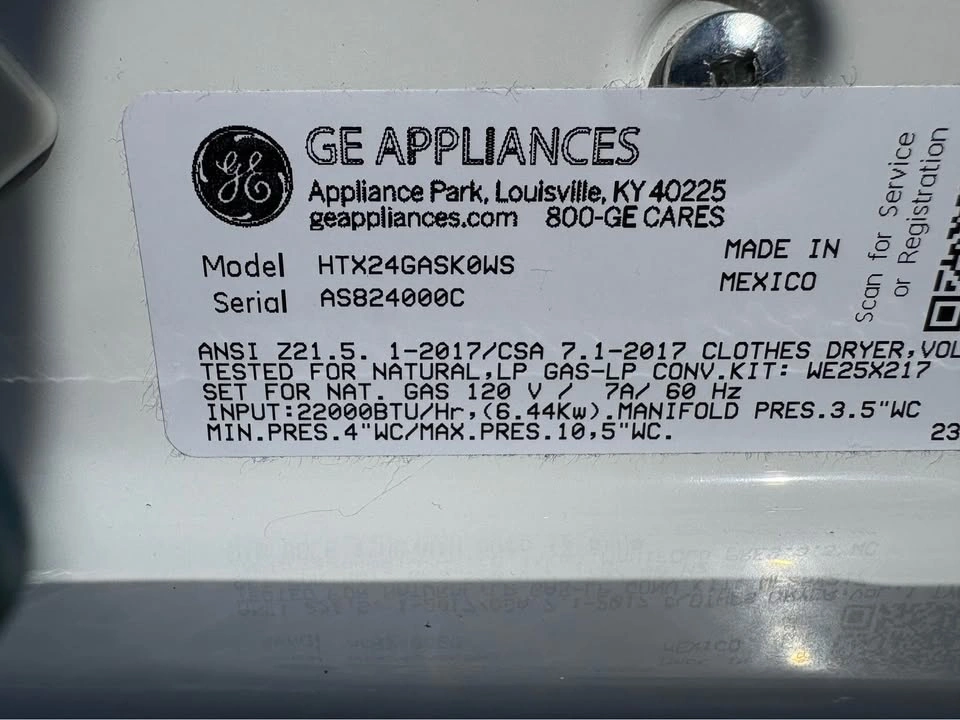 GE
GE APPLIANCES
Appliance Park, Louisville, KY 40225
geappliances.com 800-GE CARES
Model HTX24GASK0WS
Serial AS824000C
MADE IN
MEXICO
Scan for Service
or Registration
ANSI Z21.5. 1-2017/CSA 7.1-2017 CLOTHES DRYER,VOL
TESTED FOR NATURAL,LP GAS-LP CONV.KIT: WE25X217
SET FOR NAT. GAS 120 V / 7A/ 60 Hz
INPUT:22000BTU/Hr,(6.44Kw).MANIFOLD PRES.3.5"WC
MIN.PRES.4"WC/MAX.PRES.10,5"WC.
23